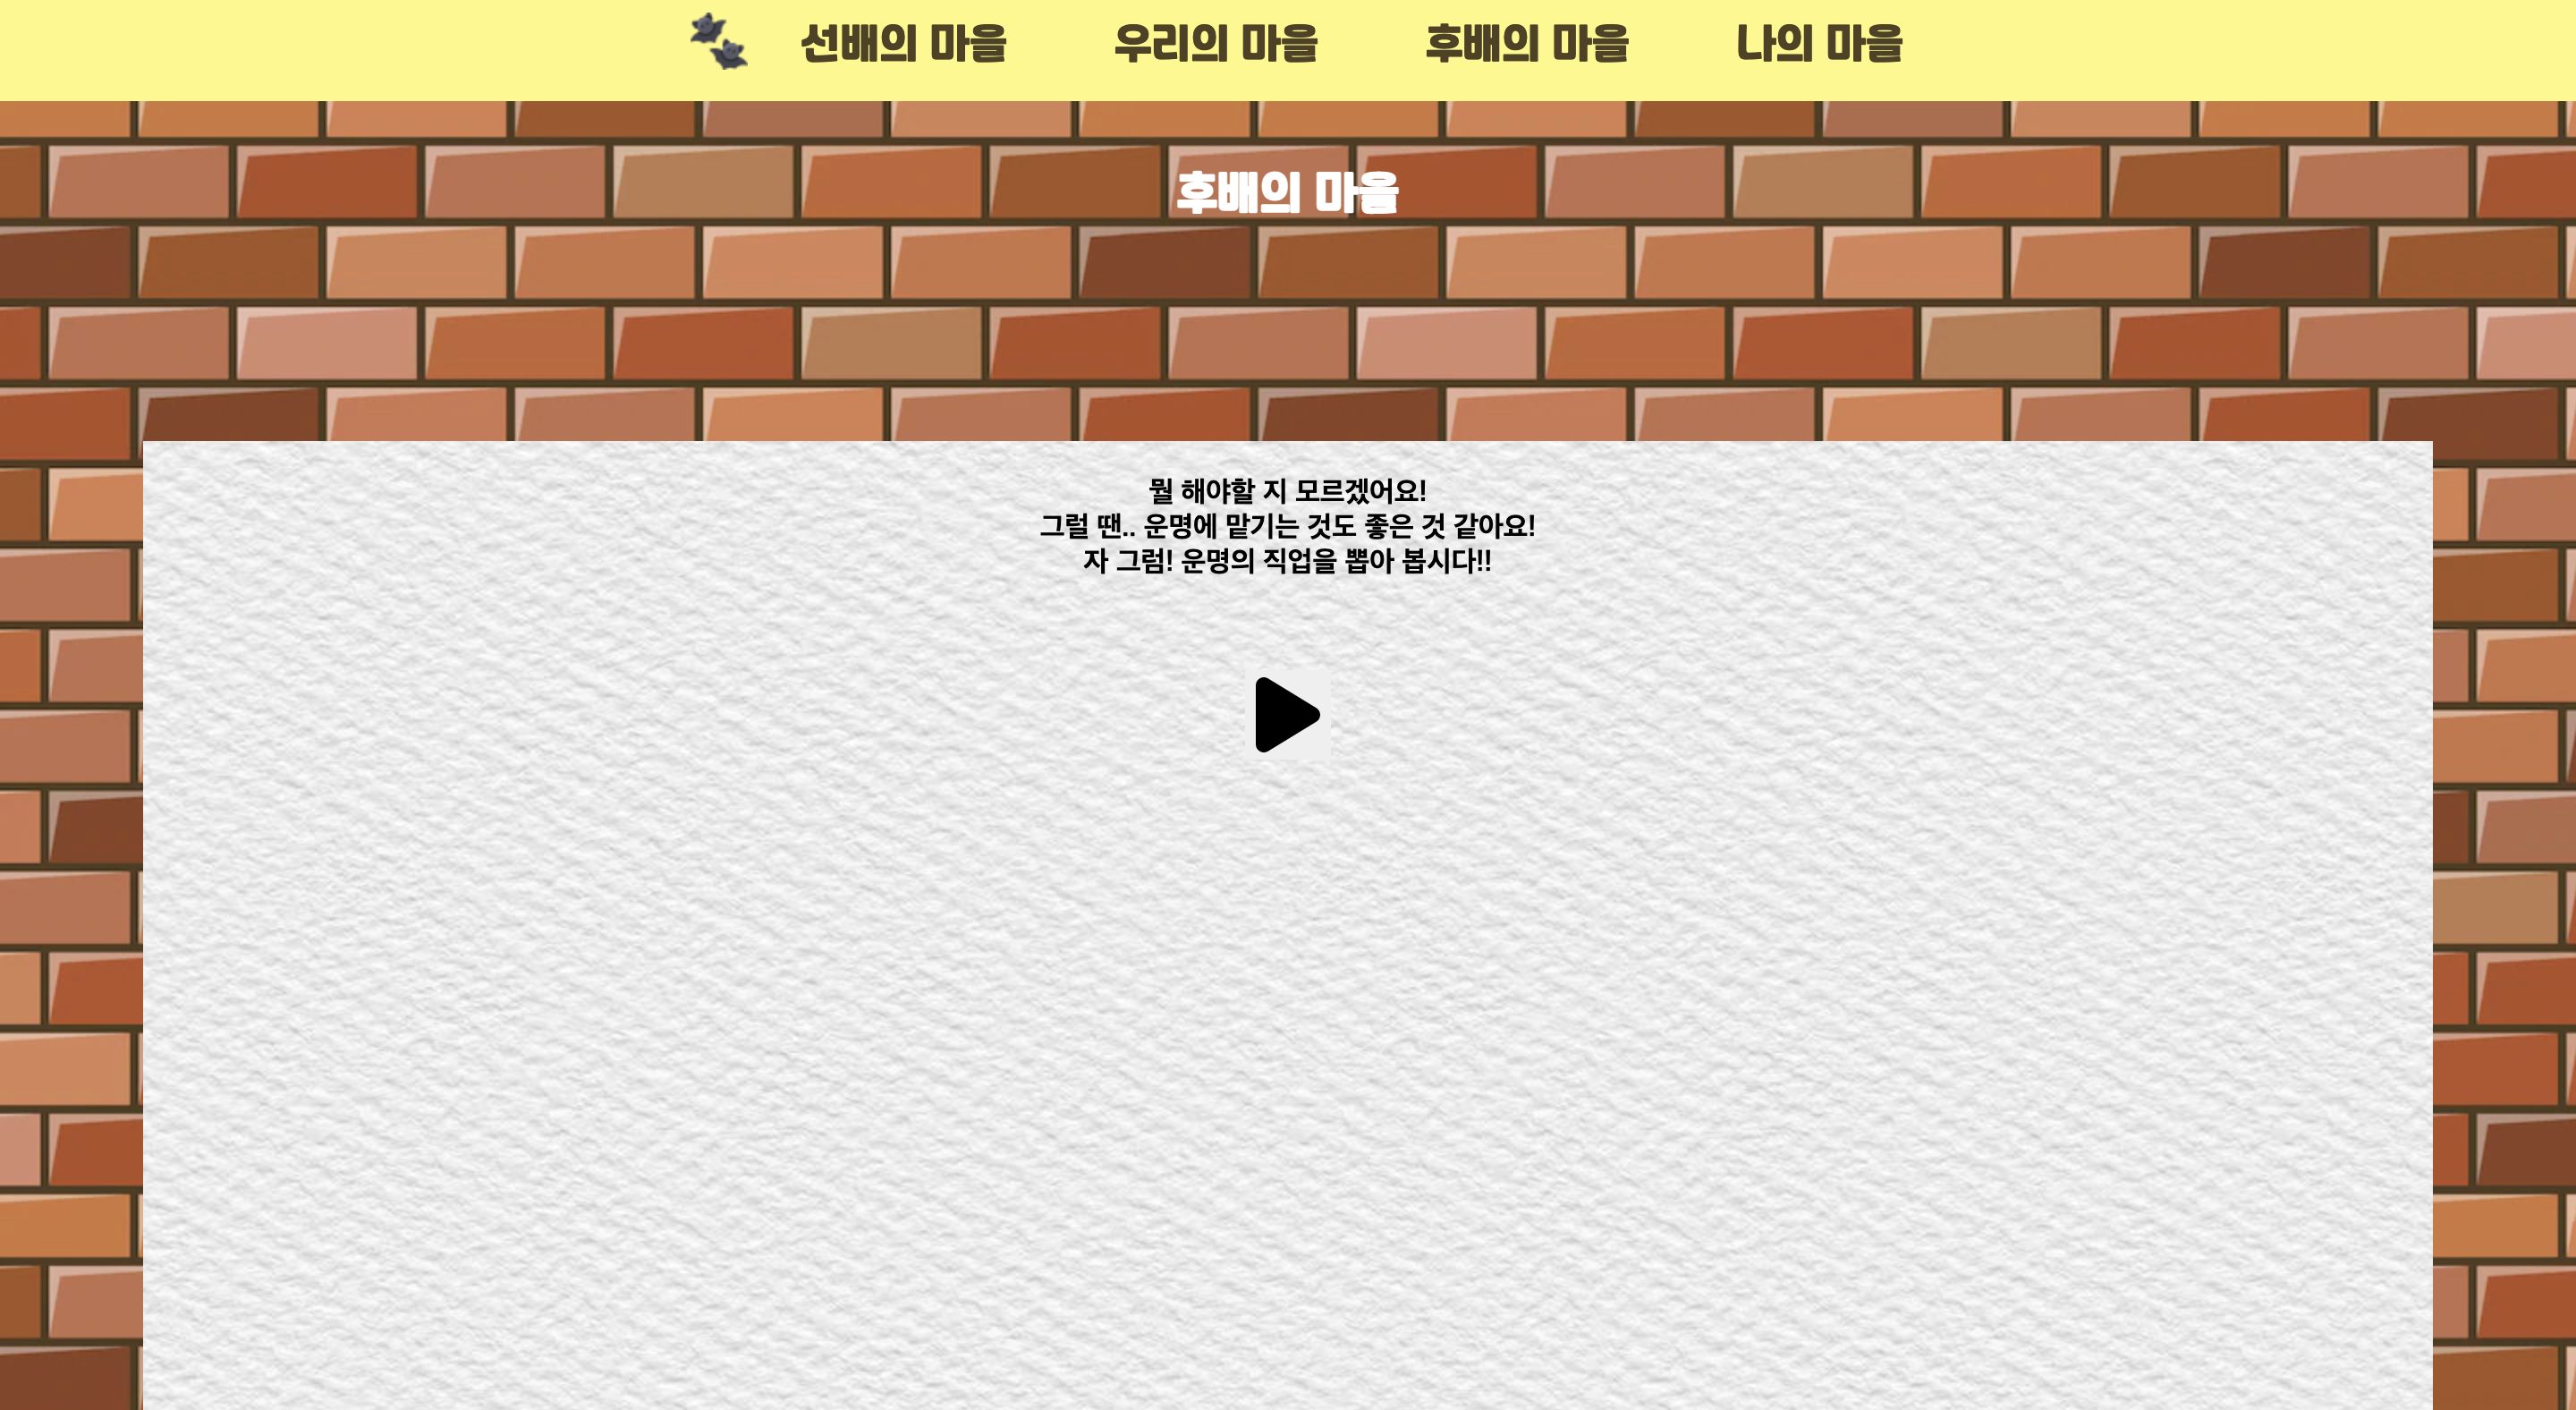 선배의 마을 우리의 마을 후배의 마을 나의 마을
후배의 마을
뭘 해야할 지 모르겠어요!
그럴 땐.. 운명에 맡기는 것도 좋은 것 같아요!
자 그럼! 운명의 직업을 뽑아 봅시다!!